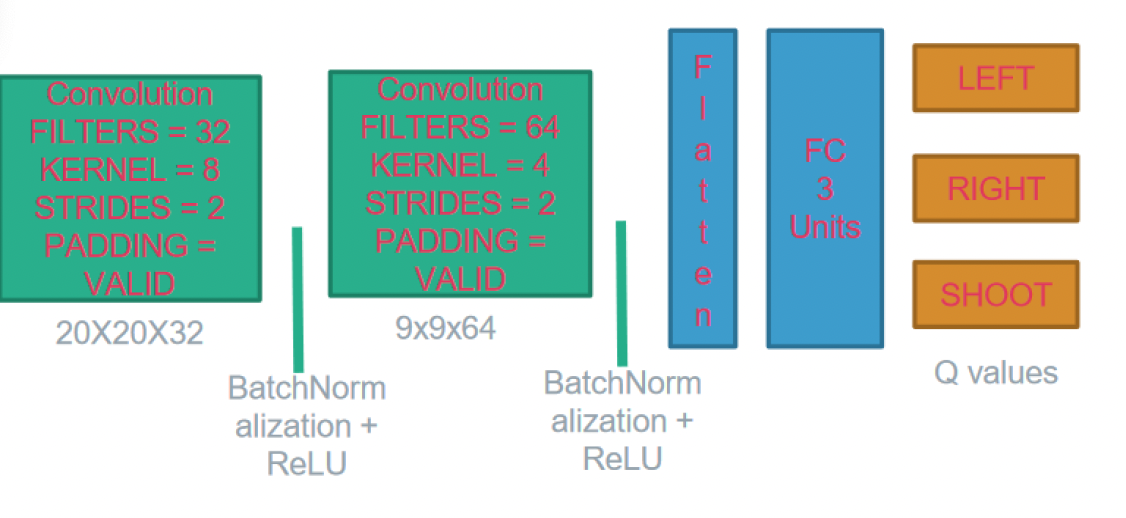 Convolution
FILTERS = 32
KERNEL = 8
STRIDES = 2
PADDING =
VALID
20X20X32
BatchNorm
alization +
ReLU
Convolution
FILTERS = 64
KERNEL = 4
STRIDES = 2
PADDING =
VALID
9x9x64
BatchNorm
alization +
ReLU
F
l
a
t
t
e
n
FC
3
Units
LEFT
RIGHT
SHOOT
Q values